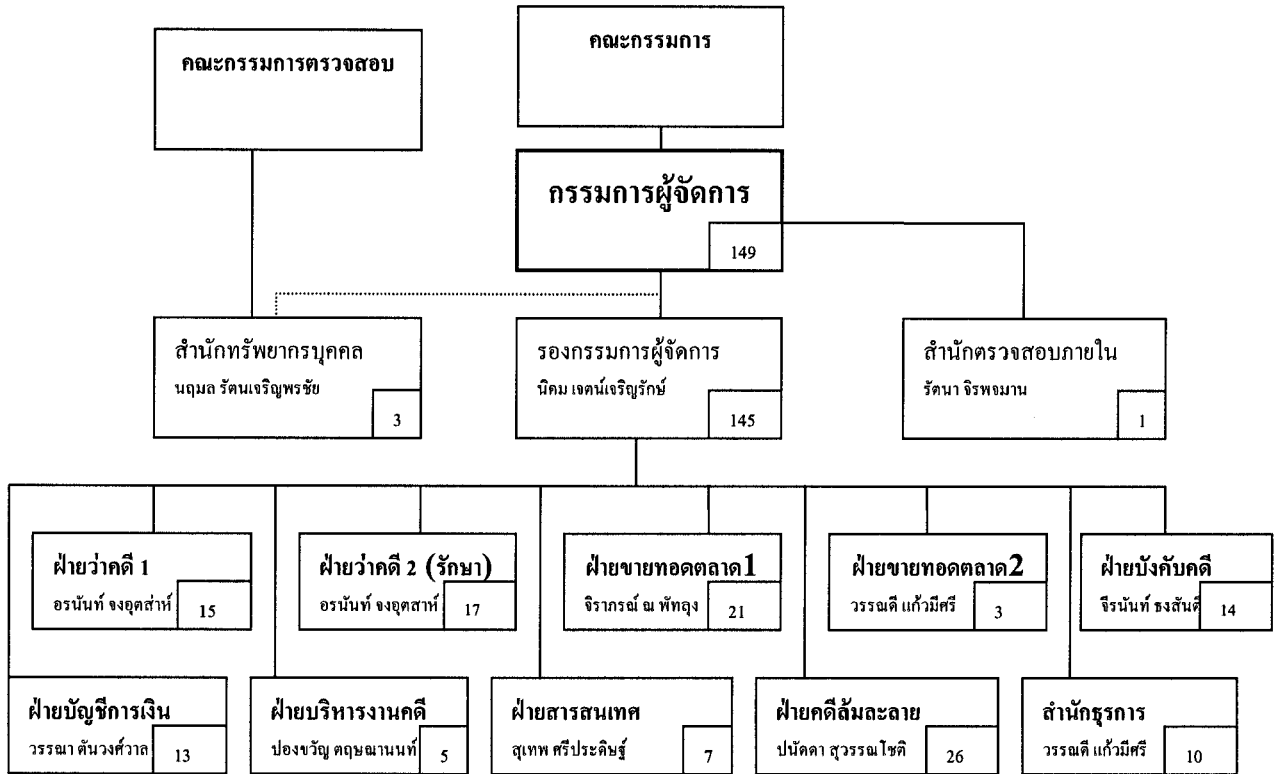 คณะกรรมการตรวจสอบ
คณะกรรมการ
กรรมการผู้จัดการ
149
สำนักทรัพยากรบุคคล
นฤมล รัตนเจริญพรชัย
3
รองกรรมการผู้จัดการ
นิคม เจตน์เจริญรักษ์
145
สำนักตรวจสอบภายใน
รัตนา จิรพจมาน
1
ฝ่ายว่าคดี 1
อรนันท์ จงอุตส่าห์
15
ฝ่ายว่าคดี 2 (รักษา)
อรนันท์ จงอุตสาห์
17
ฝ่ายขายทอดตลาด1
จิราภรณ์ ณ พัทลุง
21
ฝ่ายขายทอดตลาด2
วรรณดี แก้วมีศรี
3
ฝ่ายบังคับคดี
จีรนันท์ ธงสันติ
14
ฝ่ายบัญชีการเงิน
วรรณา ตันวงศ์วาล
13
ฝ่ายบริหารงานคดี
ปองขวัญ ตฤษณานนท์
5
ฝ่ายสารสนเทศ
สุเทพ ศรีประดิษฐ์
7
ฝ่ายคดีล้มละลาย
ปนัดดา สุวรรณโชติ
26
สำนักธุรการ
วรรณดี แก้วมีศรี
10